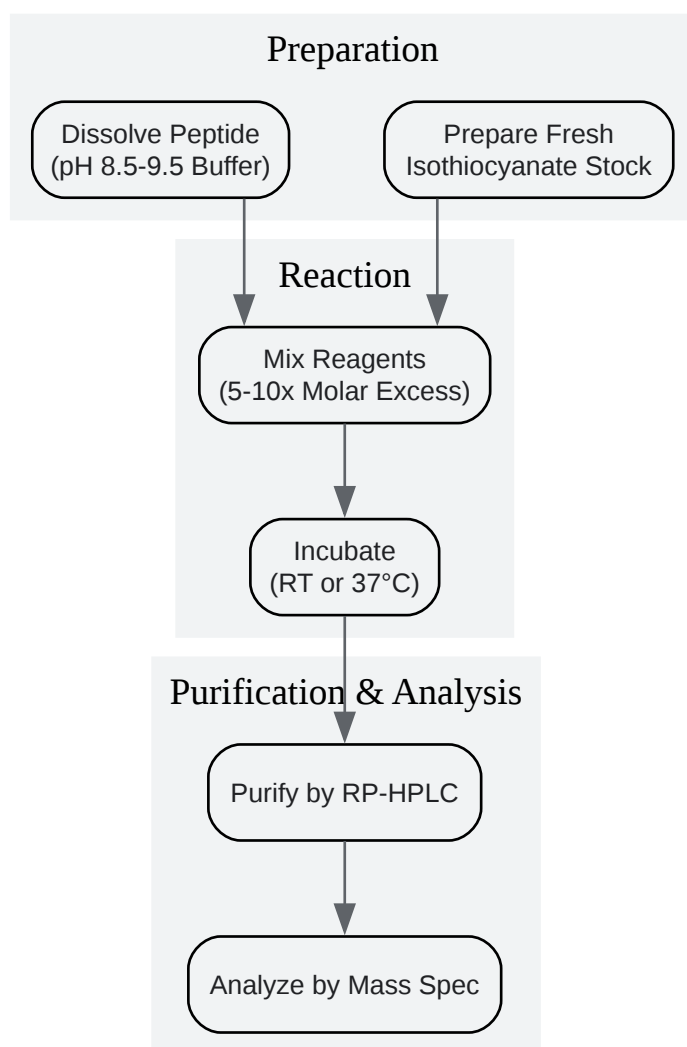 Preparation
Dissolve Peptide
(pH 8.5-9.5 Buffer)
Prepare Fresh
Isothiocyanate Stock
Reaction
Mix Reagents
(5-10x Molar Excess)
Incubate
(RT or 37°C)
Purification & Analysis
Purify by RP-HPLC
Analyze by Mass Spec